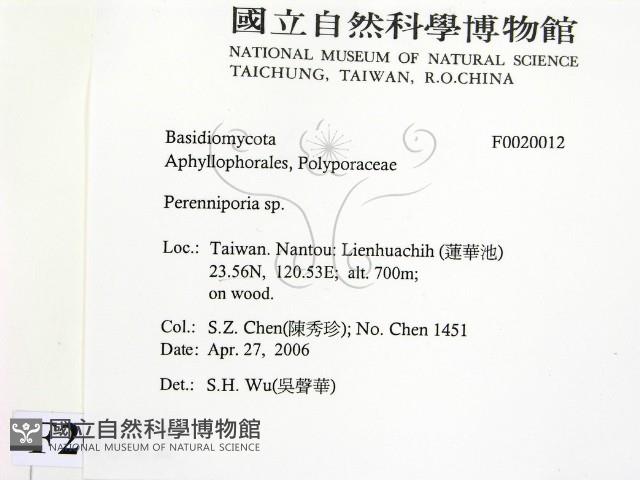 國立自然科學博物館
NATIONAL MUSEUM OF NATURAL SCIENCE
TAICHUNG, TAIWAN, R.O.CHINA
Basidiomycota F0020012
Aphyllophorales, Polyporaceae
Perenniporia sp.
Loc.: Taiwan. Nantou: Lienhuachih (蓮華池)
23.56N, 120.53E; alt. 700m;
on wood.
Col.: S.Z. Chen(陳秀珍); No. Chen 1451
Date: Apr. 27, 2006
Det.: S.H. Wu(吳聲華)
F2
國立自然科學博物館
NATIONAL MUSEUM OF NATURAL SCIENCE